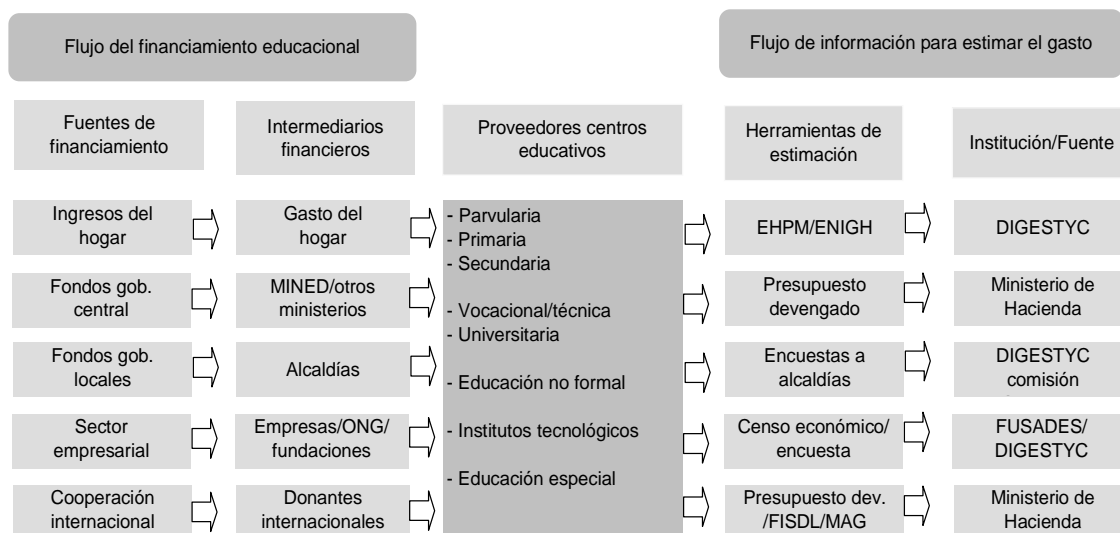 Flujo del financiamiento educacional
Flujo de información para estimar el gasto
Fuentes de
financiamiento
Intermediarios
financieros
Proveedores centros
educativos
Herramientas de
estimación
Institución/Fuente
Ingresos del
hogar
Gasto del
hogar
- Parvularia
- Primaria
- Secundaria
- Vocacional/técnica
- Universitaria
- Educación no formal
- Institutos tecnológicos
- Educación especial
EHPM/ENIGH
DIGESTYC
Fondos gob.
central
MINED/otros
ministerios
Presupuesto
devengado
Ministerio de
Hacienda
Fondos gob.
locales
Alcaldías
Encuestas a
alcaldías
DIGESTYC
comisión
Sector
empresarial
Empresas/ONG/
fundaciones
Censo económico/
encuesta
FUSADES/
DIGESTYC
Cooperación
internacional
Donantes
internacionales
Presupuesto dev.
/FISDL/MAG
Ministerio de
Hacienda